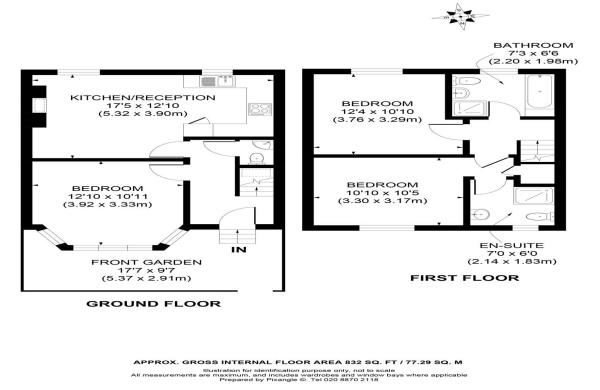 BATHROOM
7'3 x 6'6
(2.20 x 1.98m)
KITCHEN/RECEPTION
17'5 x 12'10
(5.32 x 3.90m)
BEDROOM
12'4 x 10'10
(3.76 x 3.29m)
BEDROOM
12'10 x 10'11
(3.92 x 3.33m)
BEDROOM
10'10 x 10'5
(3.30 x 3.17m)
IN
EN-SUITE
7'0 x 6'0
(2.14 x 1.83m)
FRONT GARDEN
17'7 x 9'7
(5.37 x 2.91m)
FIRST FLOOR
GROUND FLOOR
APPROX. GROSS INTERNAL FLOOR AREA 832 SQ. FT / 77.29 SQ. M
Illustration for identification purpose only, not to scale
All measurements are maximum, and includes wardrobes and window bays where applicable
Prepared by Pixangle ©. Tel 020 8870 2118